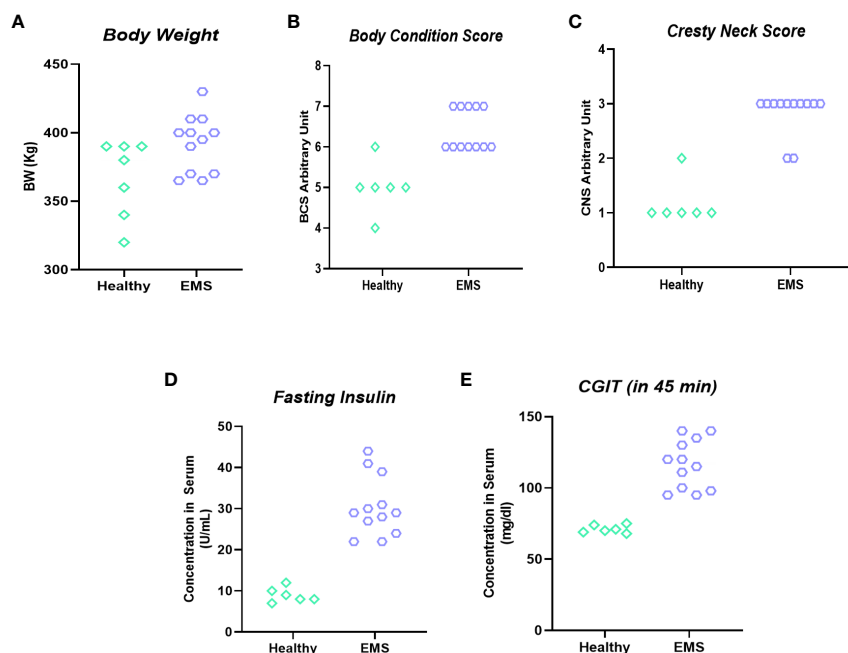 A
Body Weight
450
400
350
300
BW (Kg)
Healthy
EMS
B
Body Condition Score
8
7
6
5
4
3
BCS Arbitrary Unit
Healthy
EMS
C
Cresty Neck Score
4
3
2
1
0
CNS Arbitrary Unit
Healthy
EMS
D
Fasting Insulin
50
40
30
20
10
0
Concentration in Serum
(U/mL)
Healthy
EMS
E
CGIT (in 45 min)
150
100
50
0
Concentration in Serum
(mg/dl)
Healthy
EMS